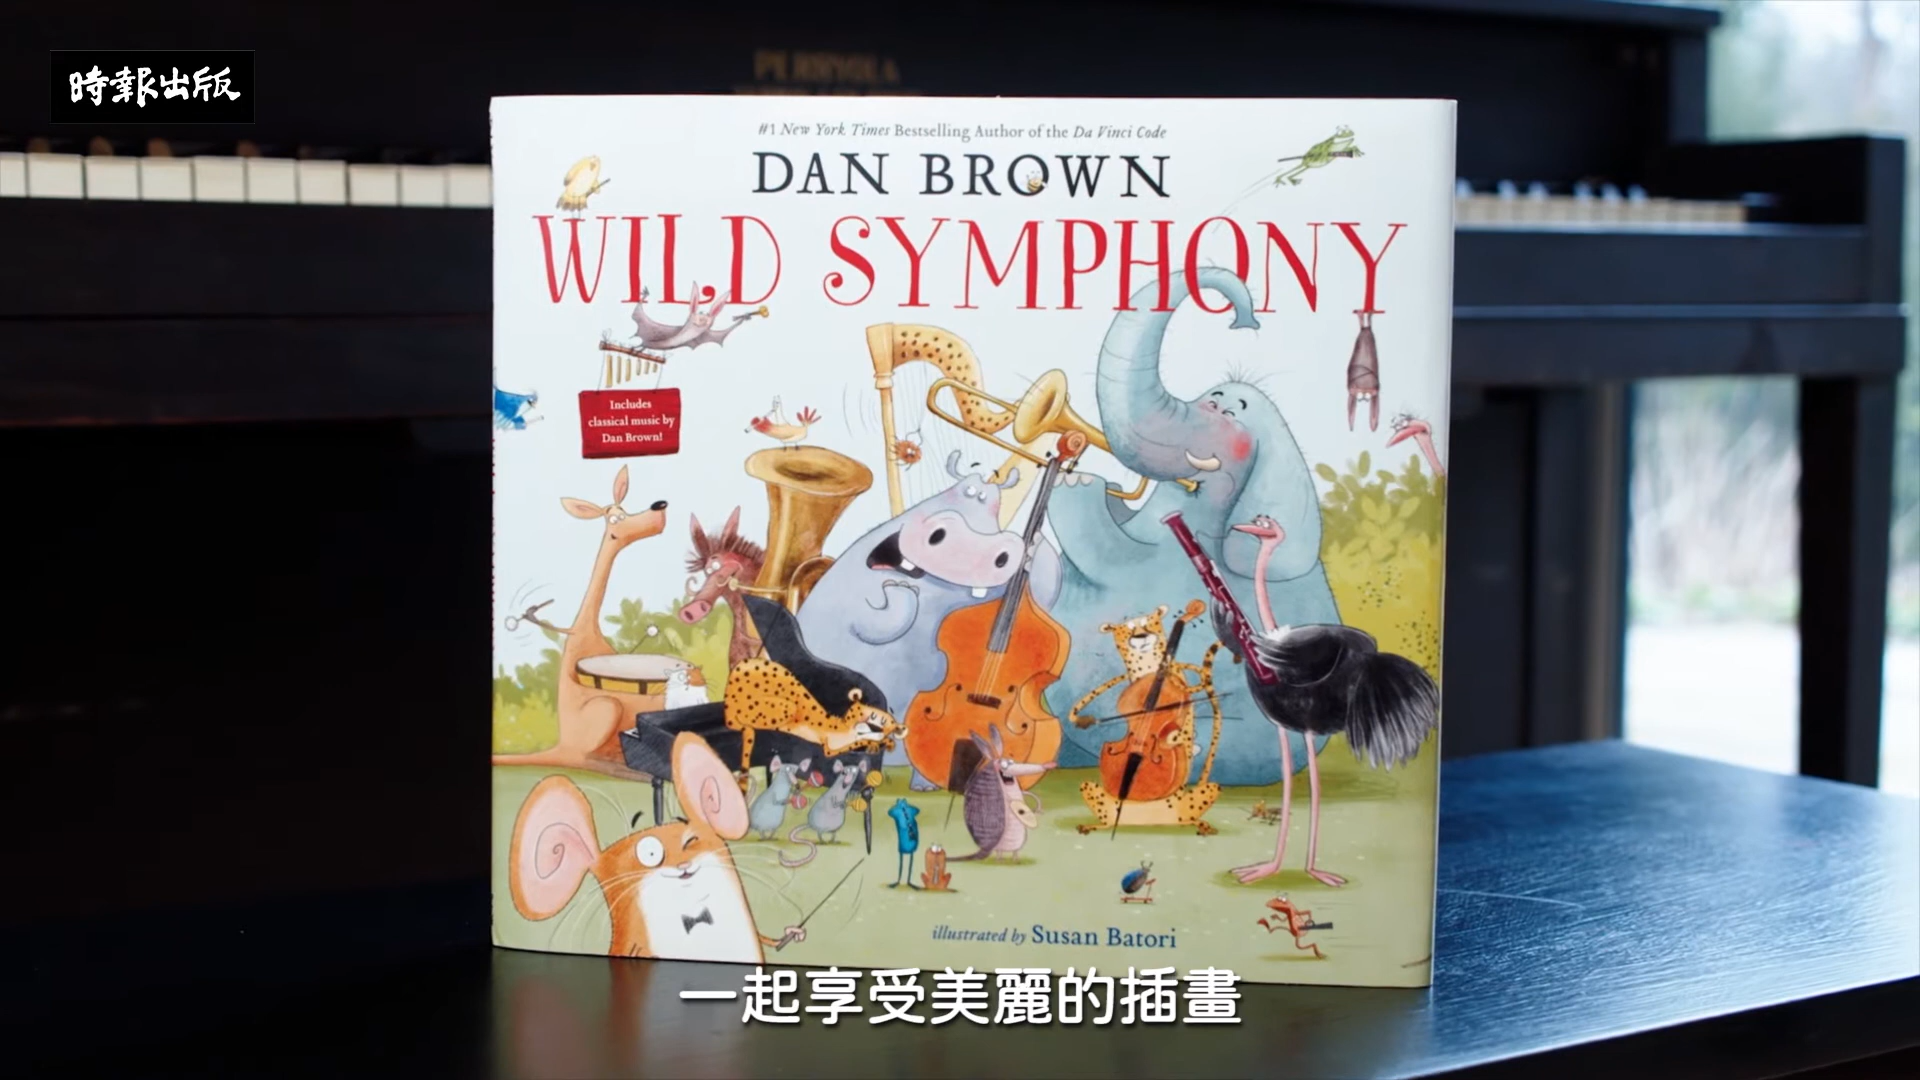 時報出版
#1 New York Times Bestselling Author of the Da Vinci Code
DAN BROWN
WILD SYMPHONY
Includes
classical music by
Dan Brown!
illustrated by Susan Batori
一起享受美麗的插畫